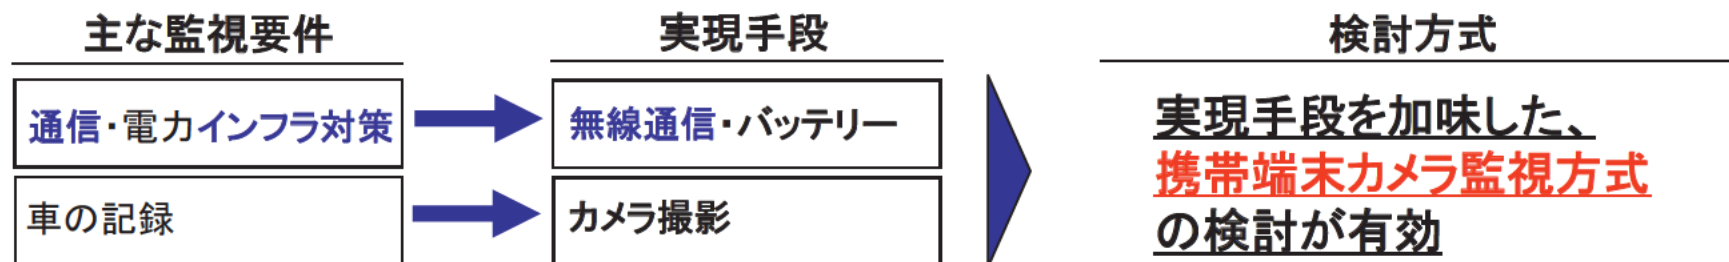 主な監視要件
実現手段
検討方式
通信・電力インフラ対策
無線通信・バッテリー
車の記録
カメラ撮影
実現手段を加味した、
携帯端末カメラ監視方式
の検討が有効